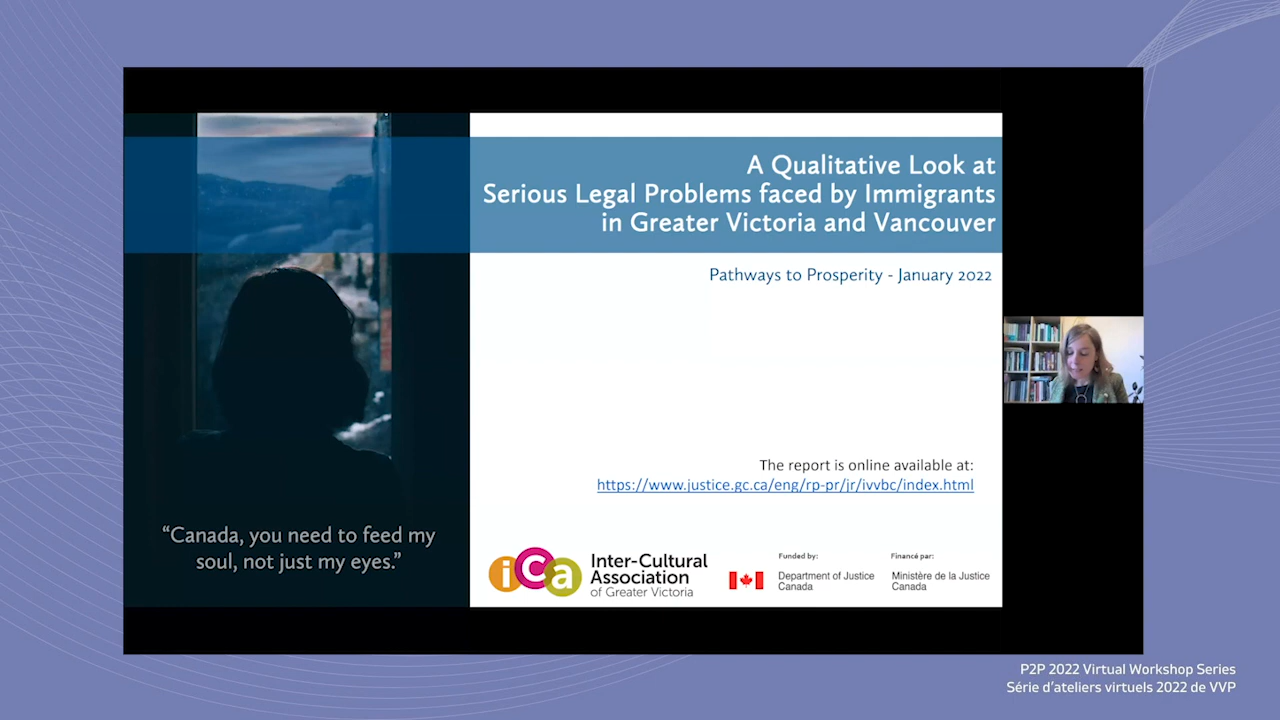 A Qualitative Look at
Serious Legal Problems faced by Immigrants
in Greater Victoria and Vancouver
Pathways to Prosperity - January 2022
The report is online available at:
https://www.justice.gc.ca/eng/rp-pr/jr/ivvbc/index.html
“Canada, you need to feed my
soul, not just my eyes.”
ica
Inter-Cultural
Association
of Greater Victoria
Funded by:
Department of Justice
Canada
Financé par:
Ministère de la Justice
Canada
P2P 2022 Virtual Workshop Series
Série d’ateliers virtuels 2022 de VVP